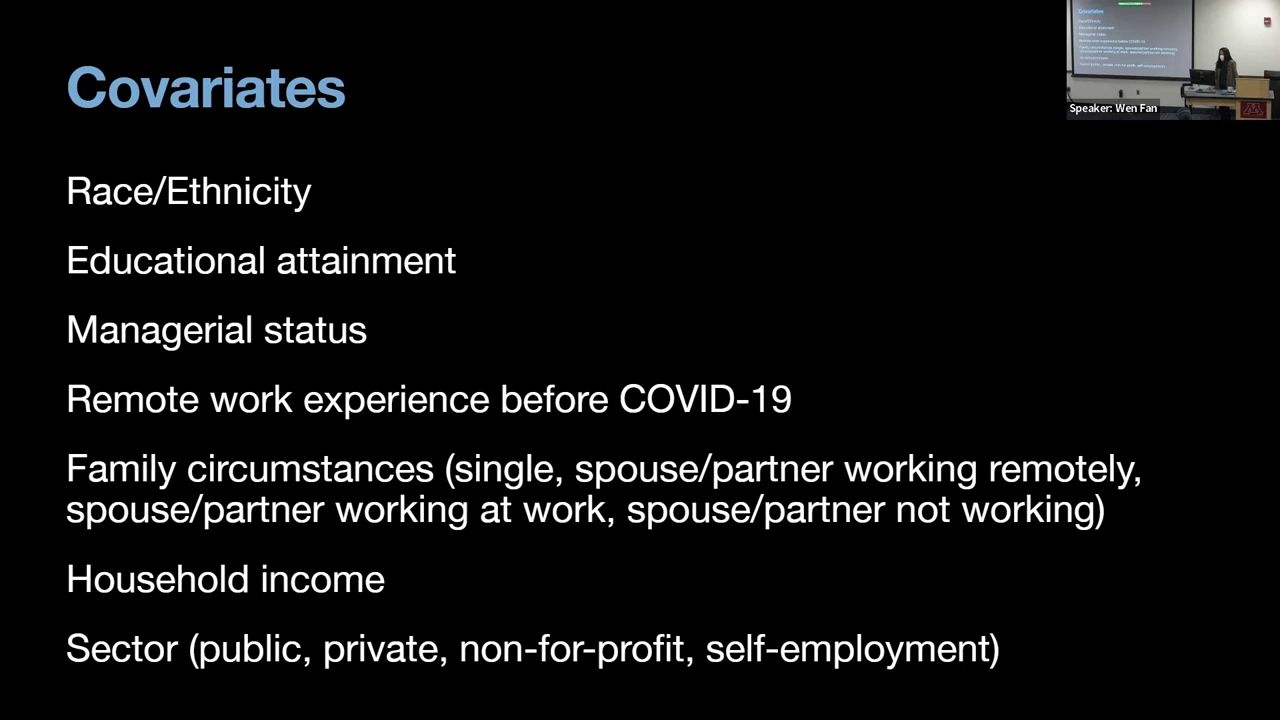 Covariates
Speaker: Wen Fan
Race/Ethnicity
Educational attainment
Managerial status
Remote work experience before COVID-19
Family circumstances (single, spouse/partner working remotely,
spouse/partner working at work, spouse/partner not working)
Household income
Sector (public, private, non-for-profit, self-employment)